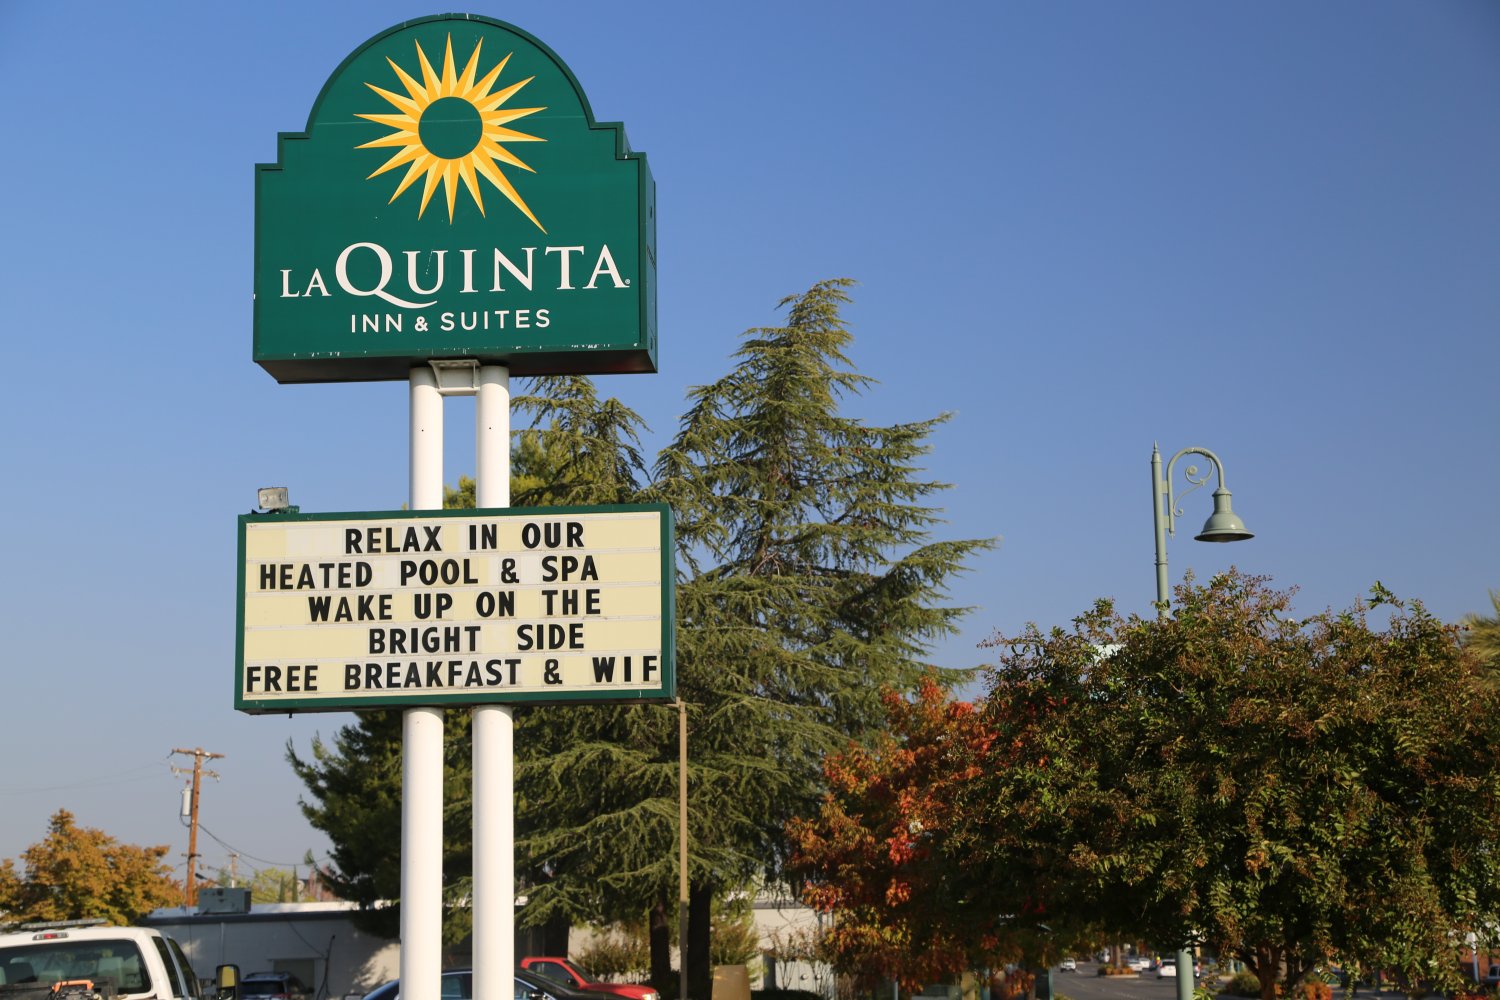 LA QUINTA
INN & SUITES
RELAX IN OUR
HEATED POOL & SPA
WAKE UP ON THE
BRIGHT SIDE
FREE BREAKFAST & WIF